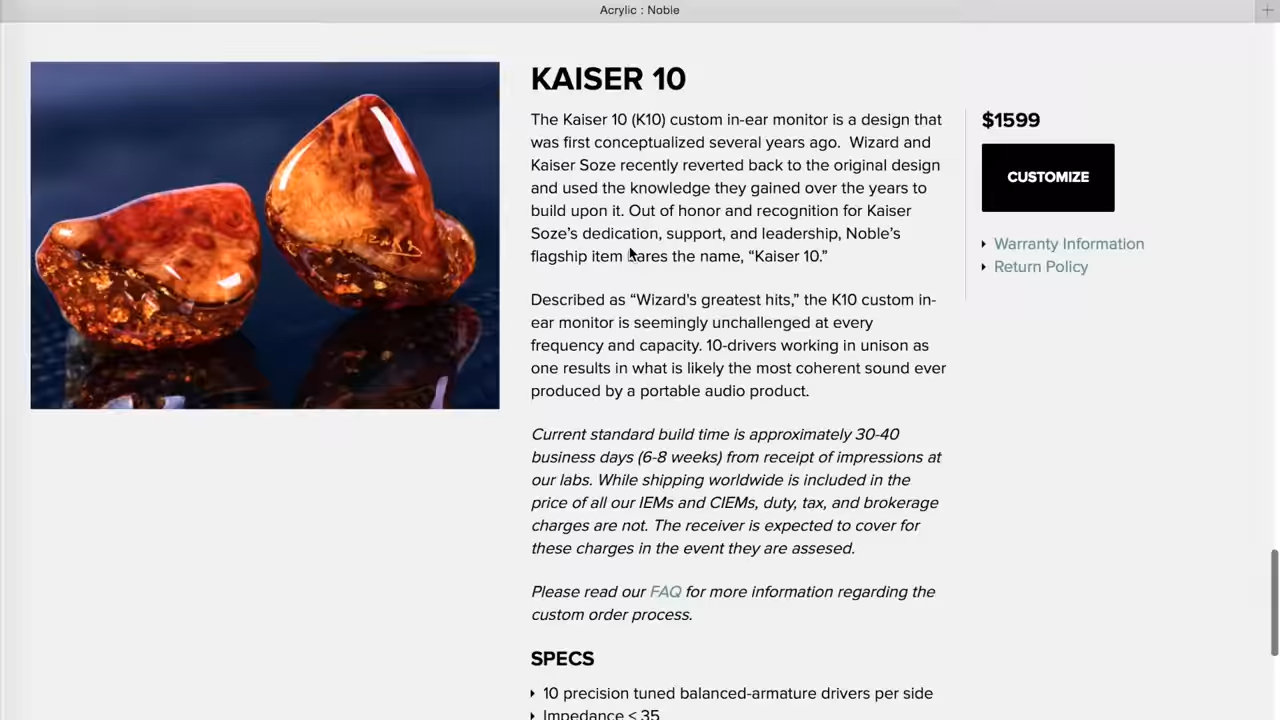 Acrylic : Noble
KAISER 10
The Kaiser 10 (K10) custom in-ear monitor is a design that
was first conceptualized several years ago.  Wizard and
Kaiser Soze recently reverted back to the original design
and used the knowledge they gained over the years to
build upon it. Out of honor and recognition for Kaiser
Soze’s dedication, support, and leadership, Noble’s
flagship item bares the name, “Kaiser 10.”
Described as “Wizard's greatest hits,” the K10 custom in-
ear monitor is seemingly unchallenged at every
frequency and capacity. 10-drivers working in unison as
one results in what is likely the most coherent sound ever
produced by a portable audio product.
Current standard build time is approximately 30-40
business days (6-8 weeks) from receipt of impressions at
our labs. While shipping worldwide is included in the
price of all our IEMs and CIEMs, duty, tax, and brokerage
charges are not. The receiver is expected to cover for
these charges in the event they are assesed.
Please read our FAQ for more information regarding the
custom order process.
SPECS
10 precision tuned balanced-armature drivers per side
Impedance < 35
$1599
CUSTOMIZE
Warranty Information
Return Policy